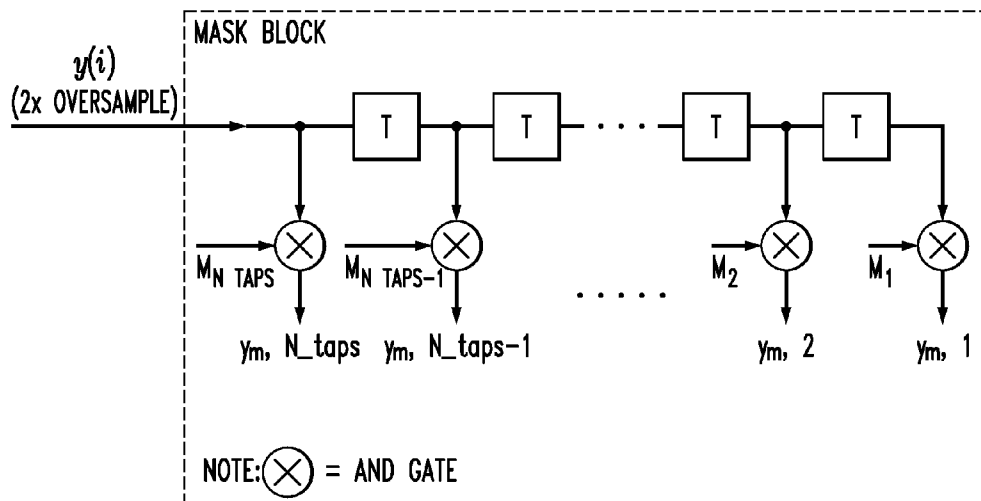 MASK BLOCK
y(i)
(2x OVERSAMPLE)
T T . . . . T T
M_N TAPS M_N TAPS-1 M_2 M_1
. . . . .
y_m, N_taps y_m, N_taps-1 y_m, 2 y_m, 1
NOTE: = AND GATE